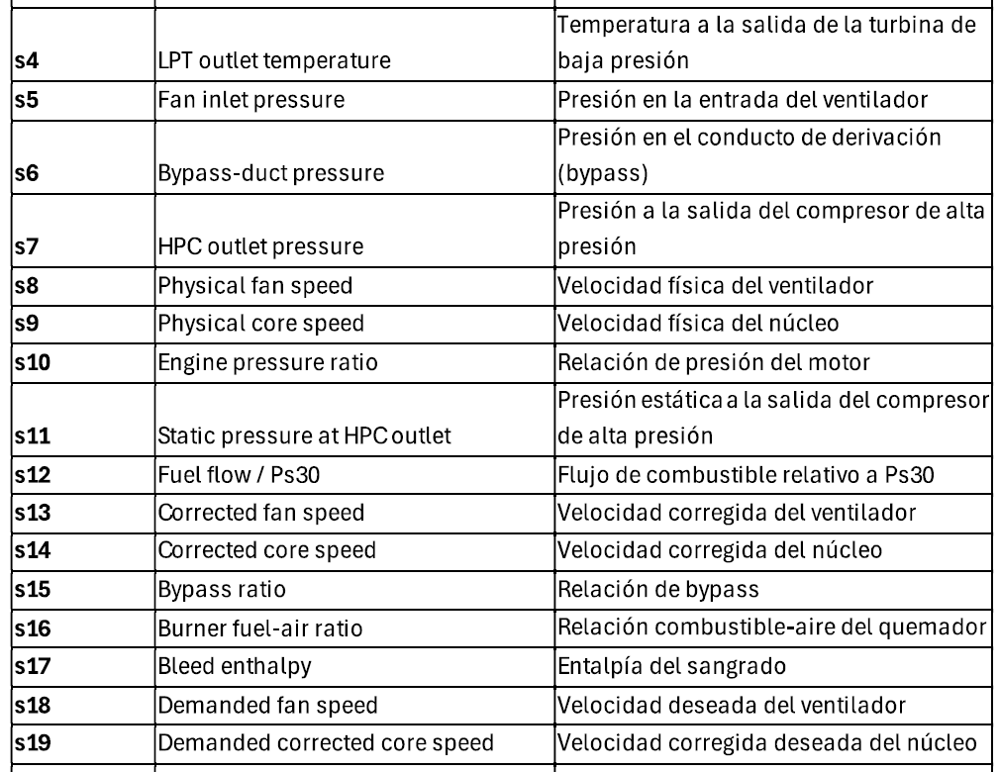 Temperatura a la salida de la turbina de
s4 LPT outlet temperature baja presión
s5 Fan inlet pressure Presión en la entrada del ventilador
Presión en el conducto de derivación
s6 Bypass-duct pressure (bypass)
Presión a la salida del compresor de alta
s7 HPC outlet pressure presión
s8 Physical fan speed Velocidad física del ventilador
s9 Physical core speed Velocidad física del núcleo
s10 Engine pressure ratio Relación de presión del motor
Presión estática a la salida del compresor
s11 Static pressure at HPC outlet de alta presión
s12 Fuel flow / Ps30 Flujo de combustible relativo a Ps30
s13 Corrected fan speed Velocidad corregida del ventilador
s14 Corrected core speed Velocidad corregida del núcleo
s15 Bypass ratio Relación de bypass
s16 Burner fuel-air ratio Relación combustible-aire del quemador
s17 Bleed enthalpy Entalpía del sangrado
s18 Demanded fan speed Velocidad deseada del ventilador
s19 Demanded corrected core speed Velocidad corregida deseada del núcleo